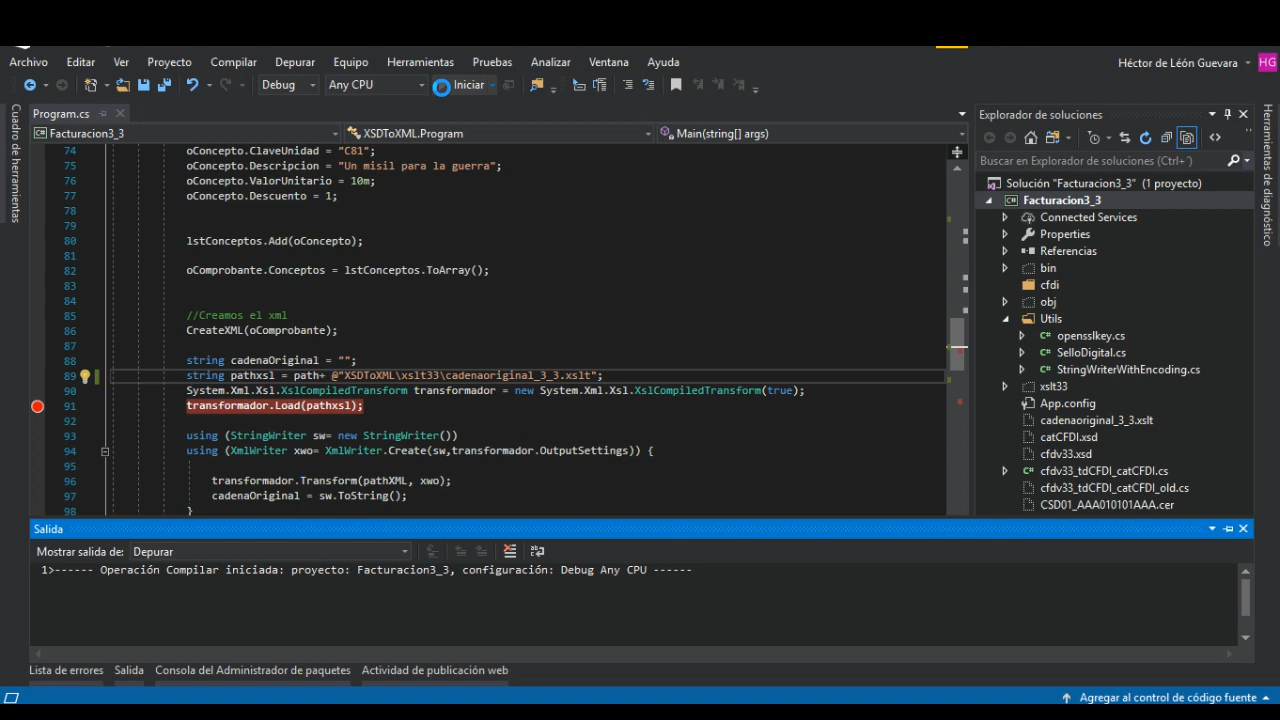 Archivo Editar Ver Proyecto Compilar Depurar Equipo Herramientas Pruebas Analizar Ventana Ayuda Héctor de León Guevara HG
Debug Any CPU Iniciar
Cuadro de herramientas
Program.cs
Facturacion3_3 XSDToXML.Program Main(string[] args)
74 oConcepto.ClaveUnidad = "C81";
75 oConcepto.Descripcion = "Un misil para la guerra";
76 oConcepto.ValorUnitario = 10m;
77 oConcepto.Descuento = 1;
78
79
80 lstConceptos.Add(oConcepto);
81
82 oComprobante.Conceptos = lstConceptos.ToArray();
83
84
85 //Creamos el xml
86 CreateXML(oComprobante);
87
88 string cadenaOriginal = "";
89 string pathxsl = path+ @"XSDToXML\xslt33\cadenaoriginal_3_3.xslt";
90 System.Xml.Xsl.XslCompiledTransform transformador = new System.Xml.Xsl.XslCompiledTransform(true);
91 transformador.Load(pathxsl);
92
93 using (StringWriter sw= new StringWriter())
94 using (XmlWriter xwo= XmlWriter.Create(sw,transformador.OutputSettings)) {
95
96 transformador.Transform(pathXML, xwo);
97 cadenaOriginal = sw.ToString();
98 }
Explorador de soluciones
Buscar en Explorador de soluciones (Ctrl+´)
Solución "Facturacion3_3" (1 proyecto)
Facturacion3_3
Connected Services
Properties
Referencias
bin
cfdi
obj
Utils
opensslkey.cs
SelloDigital.cs
StringWriterWithEncoding.cs
xslt33
App.config
cadenaoriginal_3_3.xslt
catCFDI.xsd
cfdv33.xsd
cfdv33_tdCFDI_catCFDI.cs
cfdv33_tdCFDI_catCFDI_old.cs
CSD01_AAA010101AAA.cer
Herramientas de diagnóstico
Salida
Mostrar salida de: Depurar
1>------ Operación Compilar iniciada: proyecto: Facturacion3_3, configuración: Debug Any CPU ------
Lista de errores Salida Consola del Administrador de paquetes Actividad de publicación web
Agregar al control de código fuente